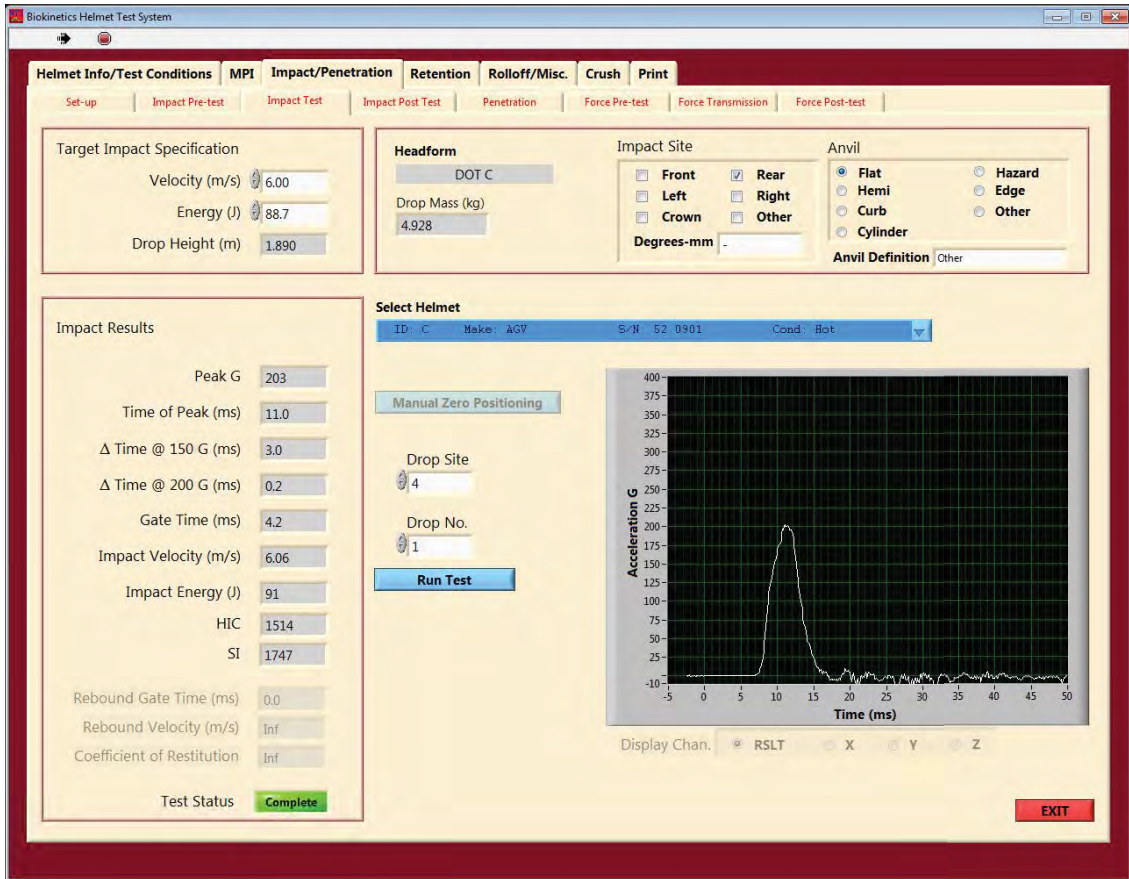 Biokinetics Helmet Test System
Helmet Info/Test Conditions MPI Impact/Penetration Retention Rolloff/Misc. Crush Print
Set-up Impact Pre-test Impact Test Impact Post Test Penetration Force Pre-test Force Transmission Force Post-test
Target Impact Specification
Velocity (m/s) 6.00
Energy (J) 88.7
Drop Height (m) 1.890
Headform
DOT C
Drop Mass (kg)
4.928
Impact Site
Front Rear
Left Right
Crown Other
Degrees-mm -
Anvil
Flat Hazard
Hemi Edge
Curb Other
Cylinder
Anvil Definition Other
Impact Results
Peak G 203
Time of Peak (ms) 11.0
Δ Time @ 150 G (ms) 3.0
Δ Time @ 200 G (ms) 0.2
Gate Time (ms) 4.2
Impact Velocity (m/s) 6.06
Impact Energy (J) 91
HIC 1514
SI 1747
Rebound Gate Time (ms) 0.0
Rebound Velocity (m/s) Inf
Coefficient of Restitution Inf
Test Status Complete
Select Helmet
ID: C Make: AGV S/N: 52 0901 Cond: Hot
Manual Zero Positioning
Drop Site
4
Drop No.
1
Run Test
Acceleration G
400
375
350
325
300
275
250
225
200
175
150
125
100
75
50
25
-10
-5 0 5 10 15 20 25 30 35 40 45 50
Time (ms)
Display Chan. RSLT X Y Z
EXIT